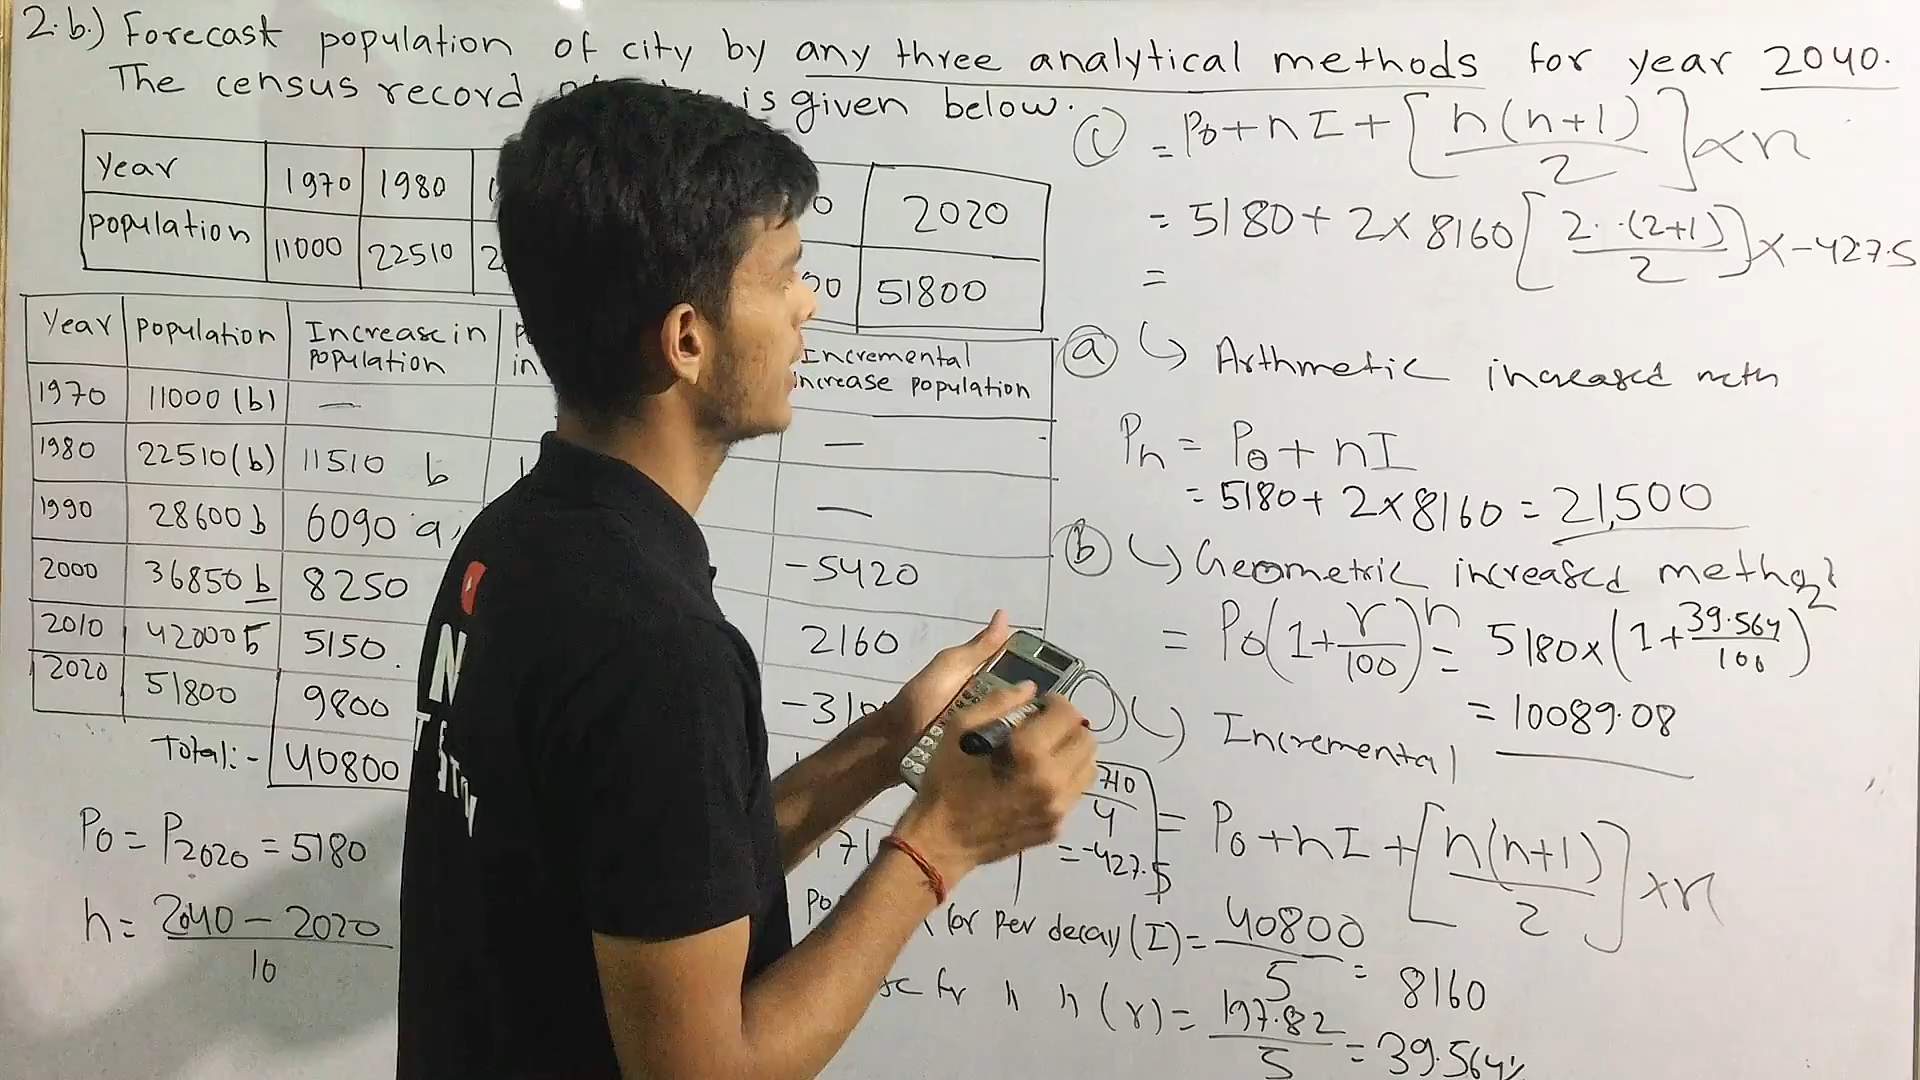 2.b.) Forecast population of city by any three analytical methods for year 2040.
The census record is given below.
Year 1970 1980 2020
population 11000 22510 51800
Year population Increase in population Incremental increase population
1970 11000 (b) —
1980 22510(b) 11510 b —
1990 28600 b 6090 a —
2000 36850 b 8250 -5420
2010 42000 5 5150. 2160
2020 51800 9800
Total:- 40800
P0 = P2020 = 5180
n = 2040 - 2020 / 10
= P0 + nI + [n(n+1)/2] × r
= 5180 + 2×8160 [2.(2+1)/2] × -427.5
=
a ↳ Arthmetic increased meth
Pn = P0 + nI
= 5180 + 2×8160 = 21,500
b ↳ Geometric increased method
= P0(1+r/100)^n = 5180×(1+39.564/100)^2
= 10089.08
↳ Incremental
= P0 + nI + [n(n+1)/2] × r
4
= -427.5
for per decay (I) = 40800/5 = 8160
(r) = 197.82/5 = 39.564%